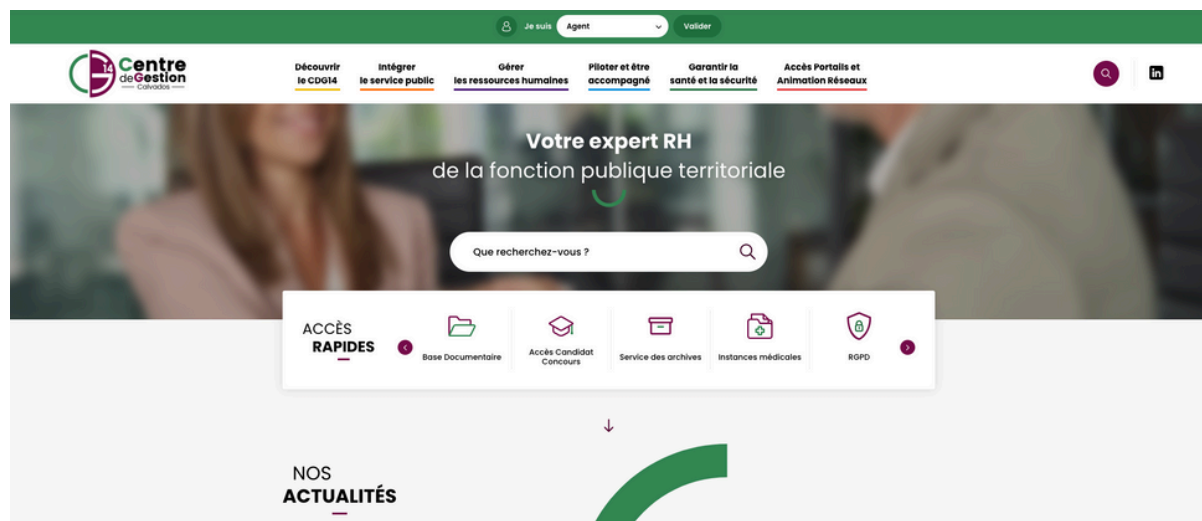 Je suis Agent Valider
14
Centre
de Gestion
Calvados
Découvrir
le CDG14
Intégrer
le service public
Gérer
les ressources humaines
Piloter et être
accompagné
Garantir la
santé et la sécurité
Accès Portails et
Animation Réseaux
in
Votre expert RH
de la fonction publique territoriale
Que recherchez-vous ?
ACCÈS
RAPIDES
Base Documentaire
Accès Candidat
Concours
Service des archives
Instances médicales
RGPD
NOS
ACTUALITÉS